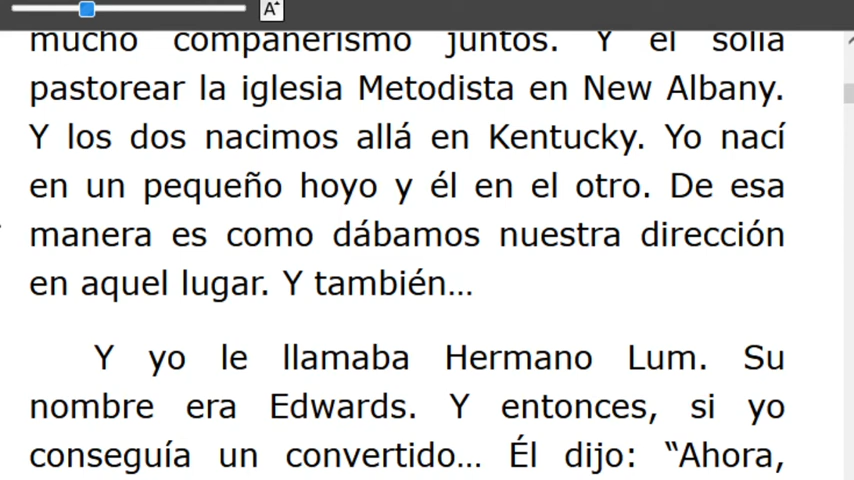 A
mucho compañerismo juntos. Y él solía
pastorear la iglesia Metodista en New Albany.
Y los dos nacimos allá en Kentucky. Yo nací
en un pequeño hoyo y él en el otro. De esa
manera es como dábamos nuestra dirección
en aquel lugar. Y también…
Y yo le llamaba Hermano Lum. Su
nombre era Edwards. Y entonces, si yo
conseguía un convertido… Él dijo: “Ahora,